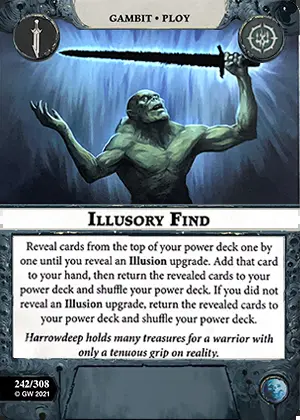 GAMBIT • PLOY
ILLUSORY FIND
Reveal cards from the top of your power deck one by
one until you reveal an Illusion upgrade. Add that card
to your hand, then return the revealed cards to your
power deck and shuffle your power deck. If you did not
reveal an Illusion upgrade, return the revealed cards to
your power deck and shuffle your power deck.
Harrowdeep holds many treasures for a warrior with
only a tenuous grip on reality.
242/308
© GW 2021